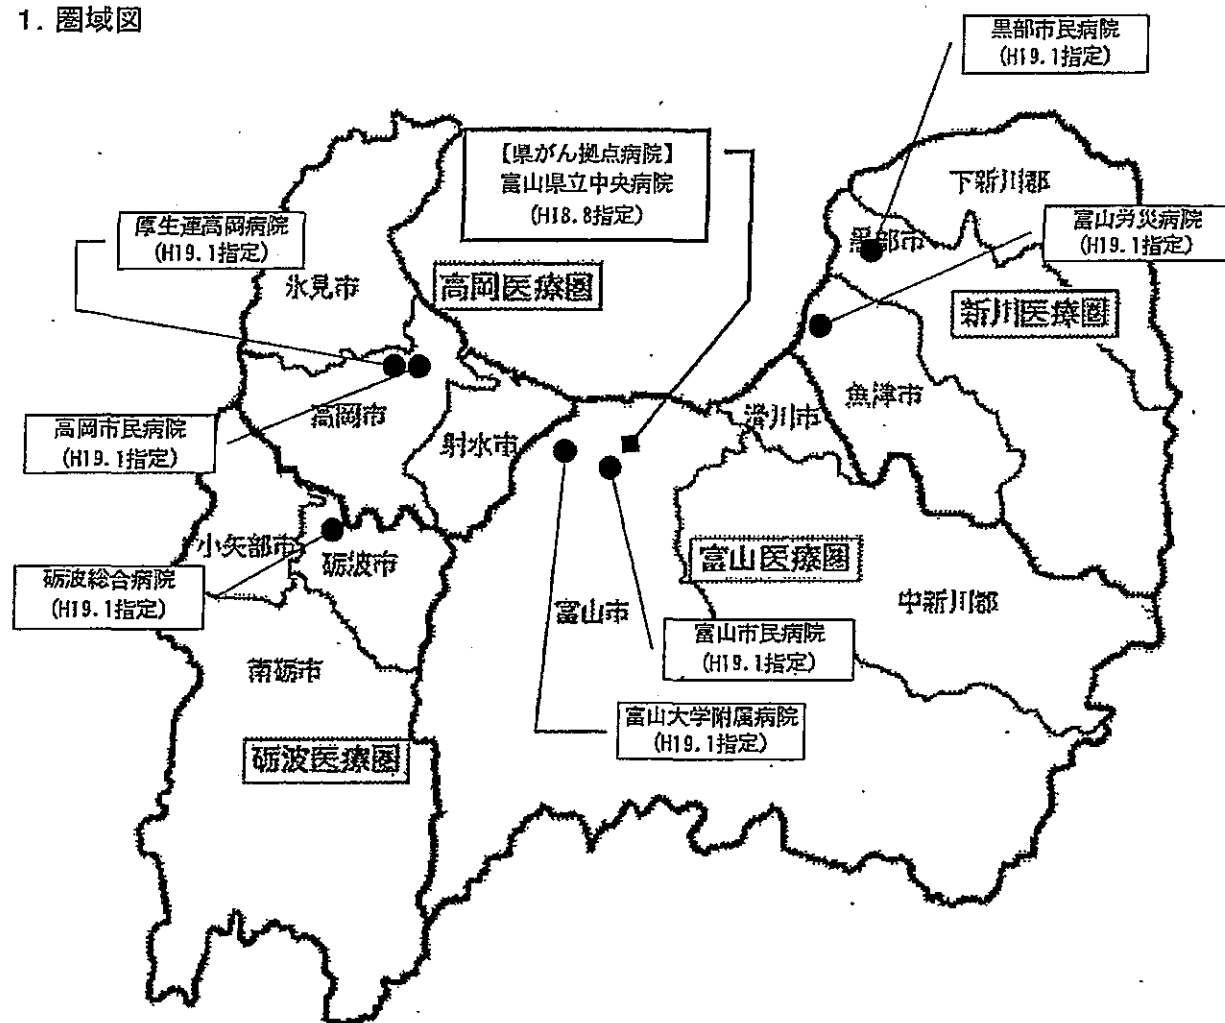 1. 圏域図
黒部市民病院
(H19.1指定)
【県がん拠点病院】
富山県立中央病院
(H18.8指定)
下新川郡
厚生連高岡病院
(H19.1指定)
富山労災病院
(H19.1指定)
黒部市
氷見市
高岡医療圏
新川医療圏
高岡市
滑川市
魚津市
高岡市民病院
(H19.1指定)
射水市
小矢部市
砺波市
富山医療圏
砺波総合病院
(H19.1指定)
富山市
中新川郡
富山市民病院
(H19.1指定)
南砺市
富山大学附属病院
(H19.1指定)
砺波医療圏